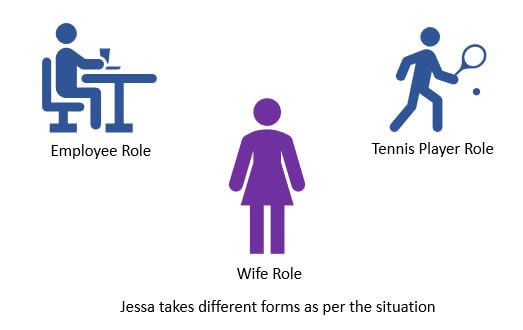 Employee Role
Tennis Player Role
Wife Role
Jessa takes different forms as per the situation